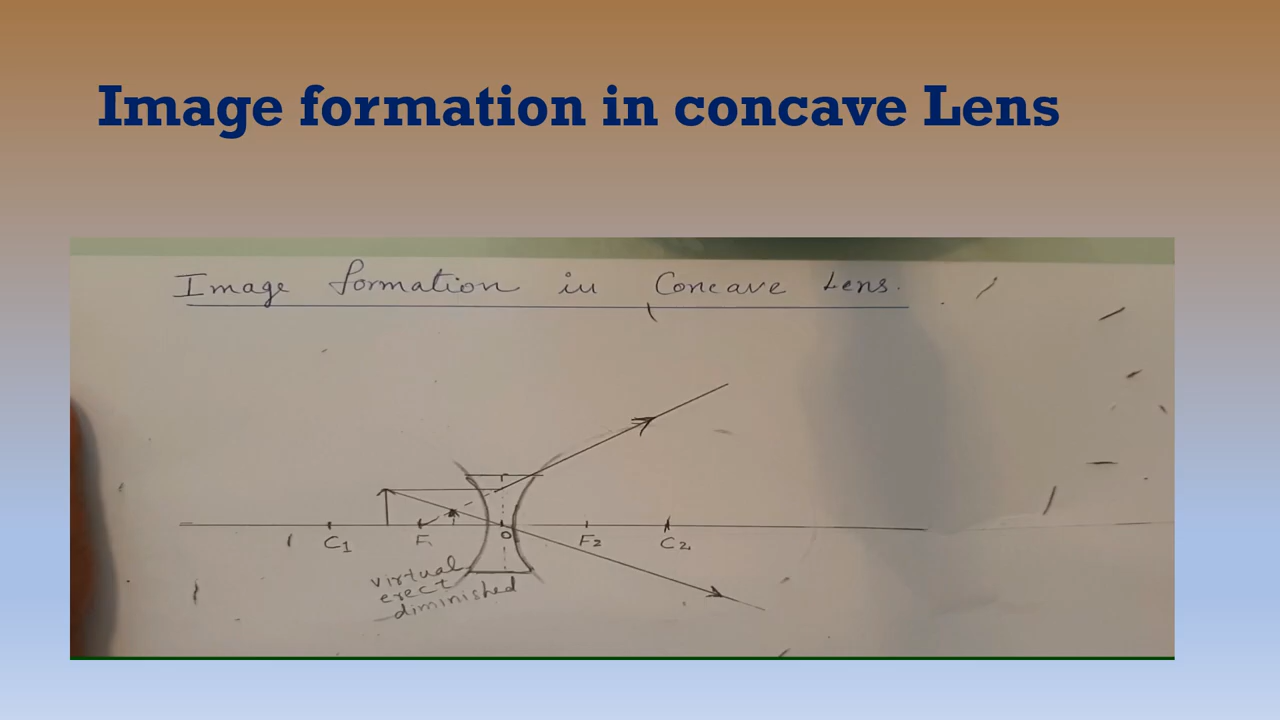 Image formation in concave Lens
Image formation in Concave Lens.
C1
F1
O
F2
C2
virtual
erect
diminished